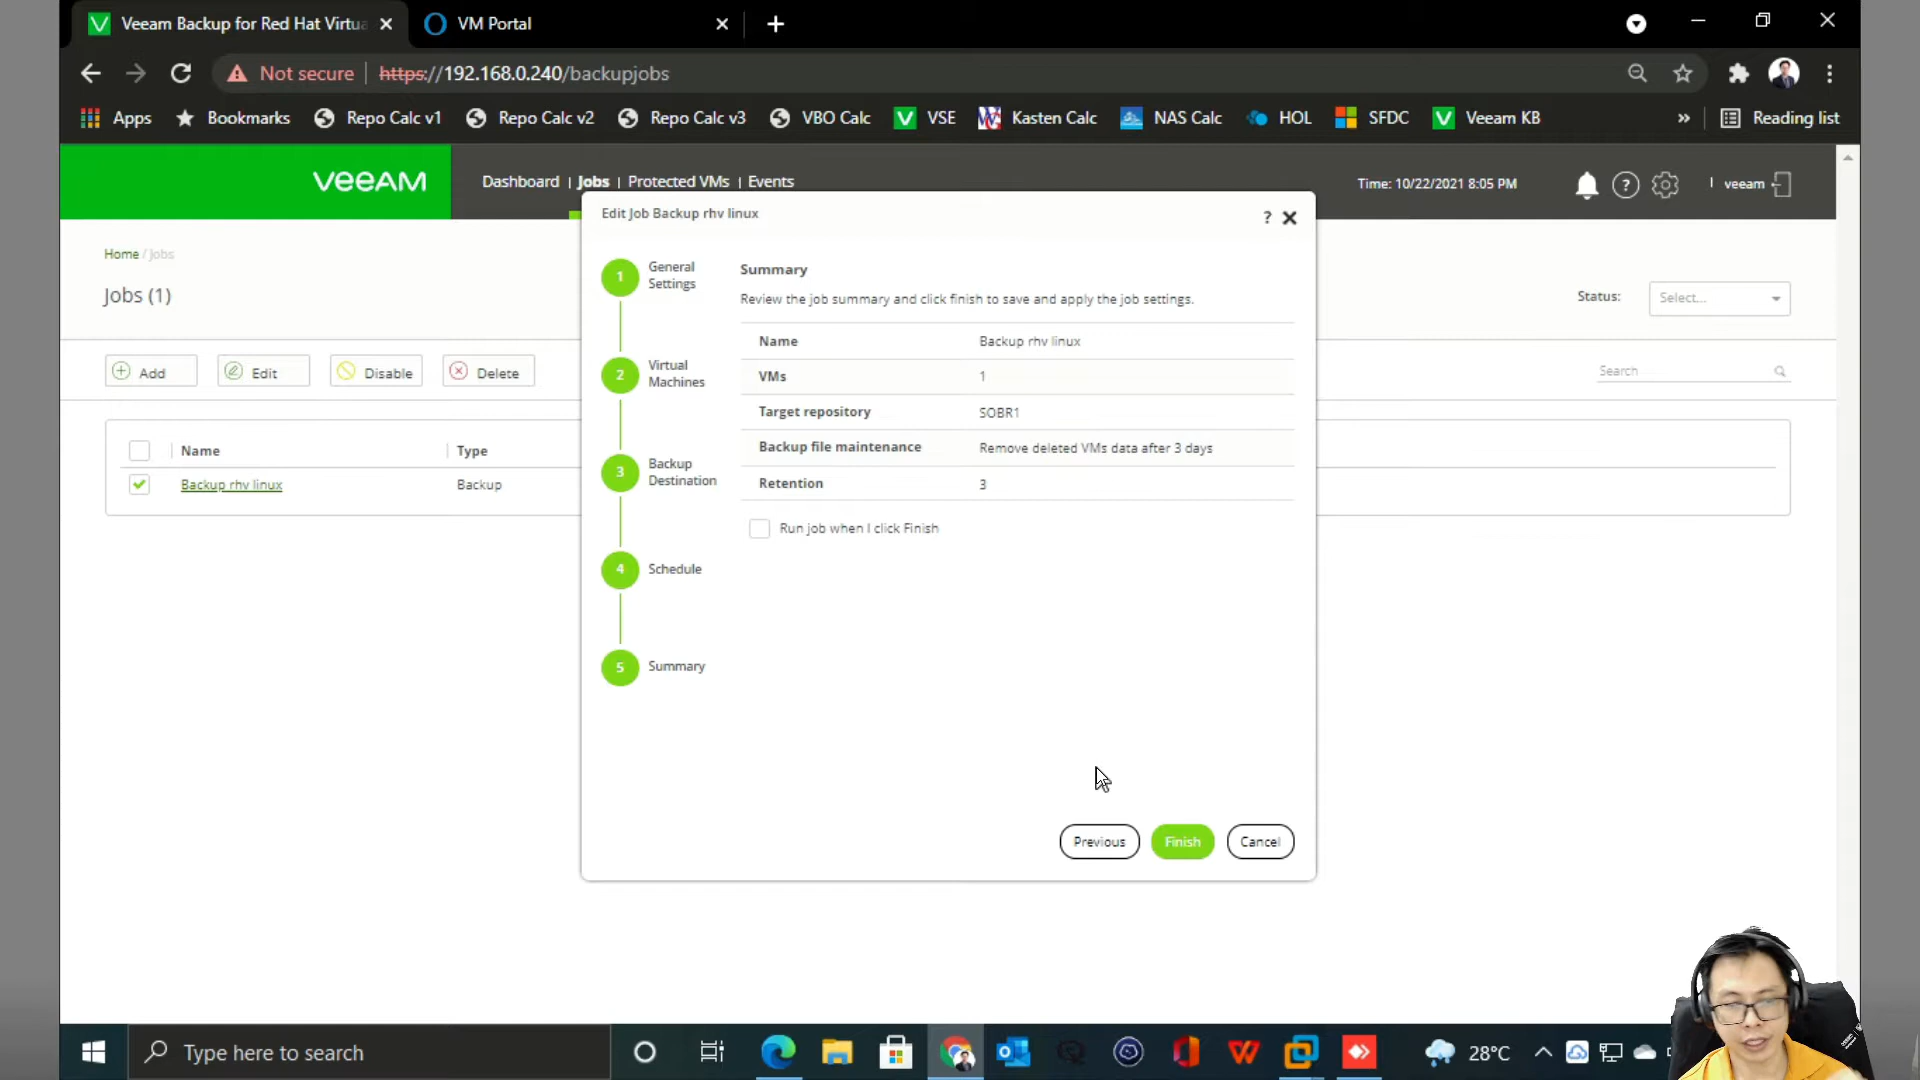 Veeam Backup for Red Hat Virtua
VM Portal
Not secure
https://192.168.0.240/backupjobs
Apps
Bookmarks
Repo Calc v1
Repo Calc v2
Repo Calc v3
VBO Calc
VSE
Kasten Calc
NAS Calc
HOL
SFDC
Veeam KB
»
Reading list
veeam
Dashboard | Jobs | Protected VMs | Events
Time: 10/22/2021 8:05 PM
?
veeam
Home / Jobs
Jobs (1)
Status:
Select...
Add
Edit
Disable
Delete
Search
Name
Type
Backup rhv linux
Backup
Edit Job Backup rhv linux
?
1
General
Settings
2
Virtual
Machines
3
Backup
Destination
4
Schedule
5
Summary
Summary
Review the job summary and click finish to save and apply the job settings.
Name
Backup rhv linux
VMs
1
Target repository
SOBR1
Backup file maintenance
Remove deleted VMs data after 3 days
Retention
3
Run job when I click Finish
Previous
Finish
Cancel
Type here to search
28°C